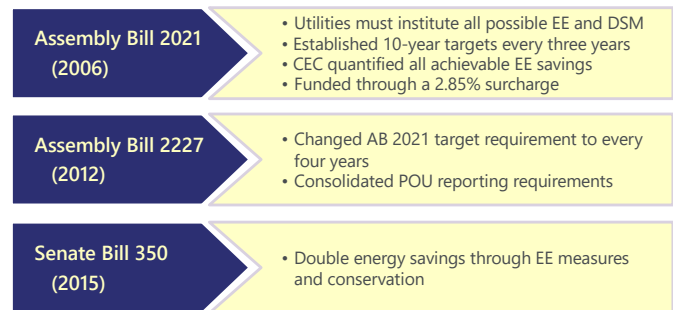 Assembly Bill 2021
(2006)
• Utilities must institute all possible EE and DSM
• Established 10-year targets every three years
• CEC quantified all achievable EE savings
• Funded through a 2.85% surcharge
Assembly Bill 2227
(2012)
• Changed AB 2021 target requirement to every
four years
• Consolidated POU reporting requirements
Senate Bill 350
(2015)
• Double energy savings through EE measures
and conservation